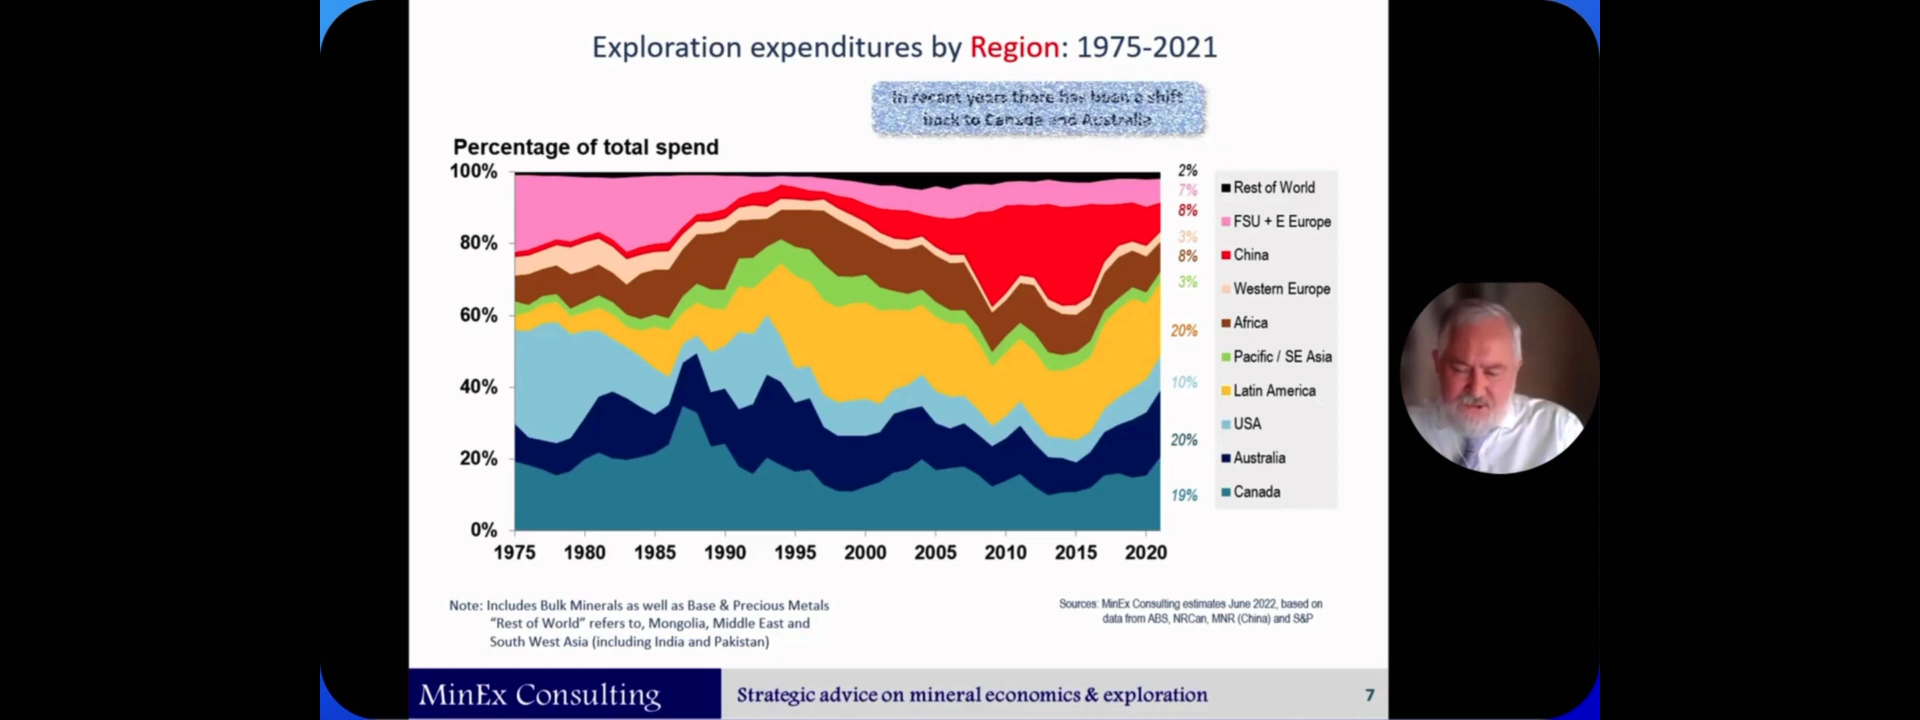 Exploration expenditures by Region: 1975-2021
In recent years there has been a shift
back to Canada and Australia
Percentage of total spend
100%
80%
60%
40%
20%
0%
1975 1980 1985 1990 1995 2000 2005 2010 2015 2020
2%
7%
8%
3%
8%
3%
20%
10%
20%
19%
Rest of World
FSU + E Europe
China
Western Europe
Africa
Pacific / SE Asia
Latin America
USA
Australia
Canada
Note: Includes Bulk Minerals as well as Base & Precious Metals
“Rest of World” refers to, Mongolia, Middle East and
South West Asia (including India and Pakistan)
Sources: MinEx Consulting estimates June 2022, based on
data from ABS, NRCan, MNR (China) and S&P
MinEx Consulting
Strategic advice on mineral economics & exploration
7